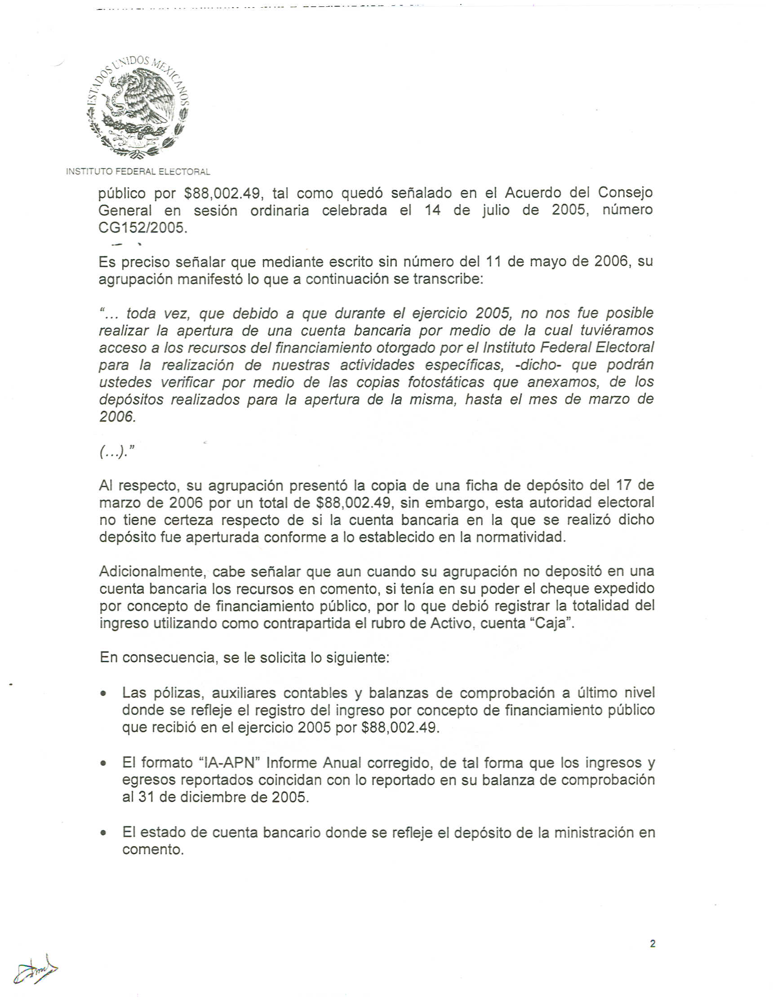 ESTADOS UNIDOS MEXICANOS
INSTITUTO FEDERAL ELECTORAL
público por $88,002.49, tal como quedó señalado en el Acuerdo del Consejo
General en sesión ordinaria celebrada el 14 de julio de 2005, número
CG152/2005.
Es preciso señalar que mediante escrito sin número del 11 de mayo de 2006, su
agrupación manifestó lo que a continuación se transcribe:
“... toda vez, que debido a que durante el ejercicio 2005, no nos fue posible
realizar la apertura de una cuenta bancaria por medio de la cual tuviéramos
acceso a los recursos del financiamiento otorgado por el Instituto Federal Electoral
para la realización de nuestras actividades específicas, -dicho- que podrán
ustedes verificar por medio de las copias fotostáticas que anexamos, de los
depósitos realizados para la apertura de la misma, hasta el mes de marzo de
2006.
(...).”
Al respecto, su agrupación presentó la copia de una ficha de depósito del 17 de
marzo de 2006 por un total de $88,002.49, sin embargo, esta autoridad electoral
no tiene certeza respecto de si la cuenta bancaria en la que se realizó dicho
depósito fue aperturada conforme a lo establecido en la normatividad.
Adicionalmente, cabe señalar que aun cuando su agrupación no depositó en una
cuenta bancaria los recursos en comento, si tenía en su poder el cheque expedido
por concepto de financiamiento público, por lo que debió registrar la totalidad del
ingreso utilizando como contrapartida el rubro de Activo, cuenta “Caja”.
En consecuencia, se le solicita lo siguiente:
• Las pólizas, auxiliares contables y balanzas de comprobación a último nivel
donde se refleje el registro del ingreso por concepto de financiamiento público
que recibió en el ejercicio 2005 por $88,002.49.
• El formato “IA-APN” Informe Anual corregido, de tal forma que los ingresos y
egresos reportados coincidan con lo reportado en su balanza de comprobación
al 31 de diciembre de 2005.
• El estado de cuenta bancario donde se refleje el depósito de la ministración en
comento.
2